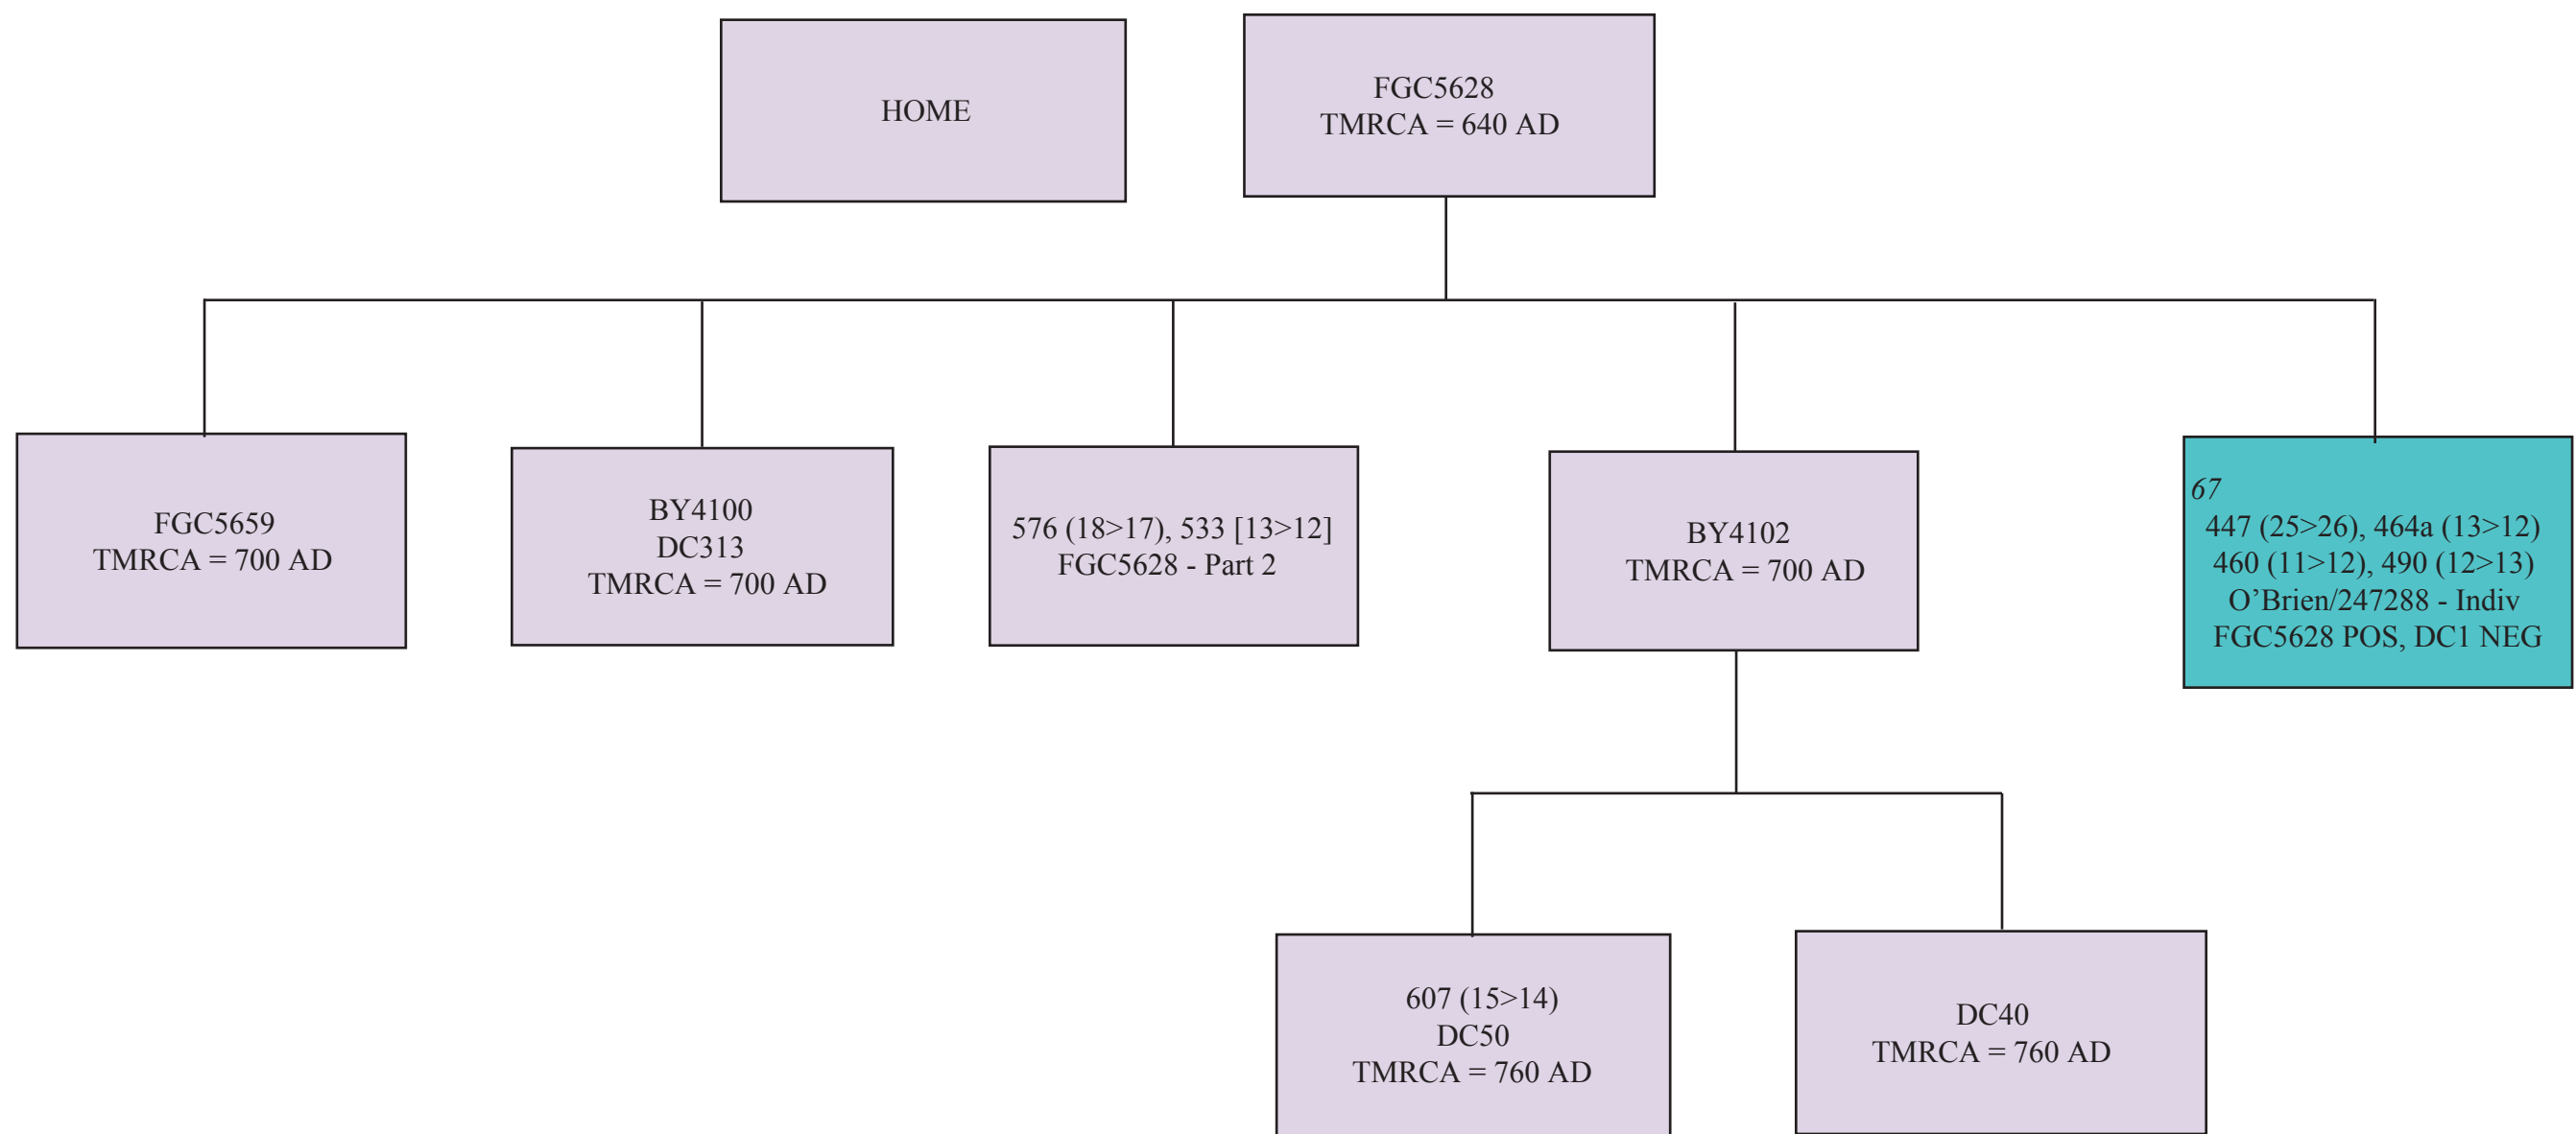 HOME
FGC5628
TMRCA = 640 AD
FGC5659
TMRCA = 700 AD
BY4100
DC313
TMRCA = 700 AD
576 (18>17), 533 [13>12]
FGC5628 - Part 2
BY4102
TMRCA = 700 AD
67
447 (25>26), 464a (13>12)
460 (11>12), 490 (12>13)
O’Brien/247288 - Indiv
FGC5628 POS, DC1 NEG
607 (15>14)
DC50
TMRCA = 760 AD
DC40
TMRCA = 760 AD